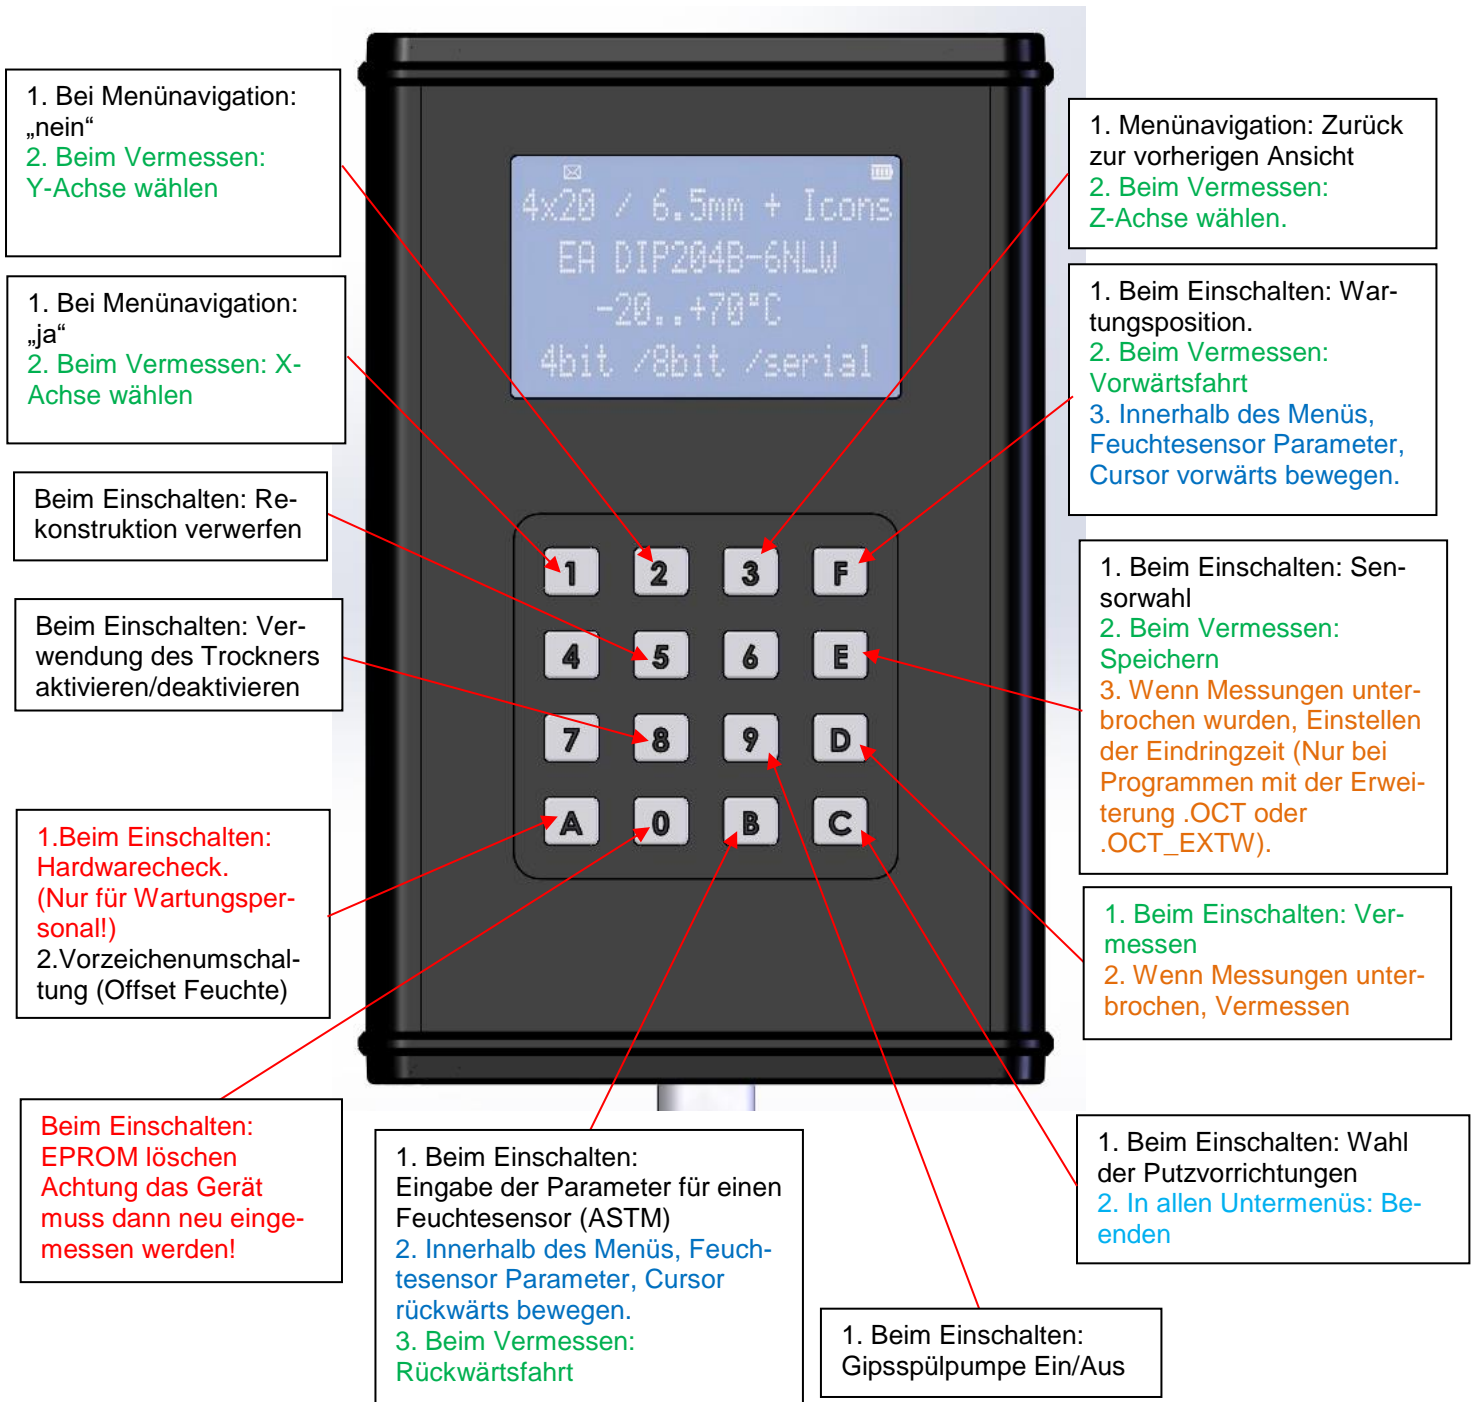 1. Bei Menünavigation:
„nein“
2. Beim Vermessen:
Y-Achse wählen
1. Bei Menünavigation:
„ja“
2. Beim Vermessen: X-
Achse wählen
Beim Einschalten: Re-
konstruktion verwerfen
Beim Einschalten: Ver-
wendung des Trockners
aktivieren/deaktivieren
1.Beim Einschalten:
Hardwarecheck.
(Nur für Wartungsper-
sonal!)
2.Vorzeichenumschal-
tung (Offset Feuchte)
Beim Einschalten:
EPROM löschen
Achtung das Gerät
muss dann neu einge-
messen werden!
4x20 / 6.5mm + Icons
EA DIP204B-6NLW
-20..+70°C
4bit /8bit /serial
1 2 3 F
4 5 6 E
7 8 9 D
A 0 B C
1. Beim Einschalten:
Eingabe der Parameter für einen
Feuchtesensor (ASTM)
2. Innerhalb des Menüs, Feuch-
tesensor Parameter, Cursor
rückwärts bewegen.
3. Beim Vermessen:
Rückwärtsfahrt
1. Menünavigation: Zurück
zur vorherigen Ansicht
2. Beim Vermessen:
Z-Achse wählen.
1. Beim Einschalten: War-
tungsposition.
2. Beim Vermessen:
Vorwärtsfahrt
3. Innerhalb des Menüs,
Feuchtesensor Parameter,
Cursor vorwärts bewegen.
1. Beim Einschalten: Sen-
sorwahl
2. Beim Vermessen:
Speichern
3. Wenn Messungen unter-
brochen wurden, Einstellen
der Eindringzeit (Nur bei
Programmen mit der Erwei-
terung .OCT oder
.OCT_EXTW).
1. Beim Einschalten: Ver-
messen
2. Wenn Messungen unter-
brochen, Vermessen
1. Beim Einschalten: Wahl
der Putzvorrichtungen
2. In allen Untermenüs: Be-
enden
1. Beim Einschalten:
Gipsspülpumpe Ein/Aus